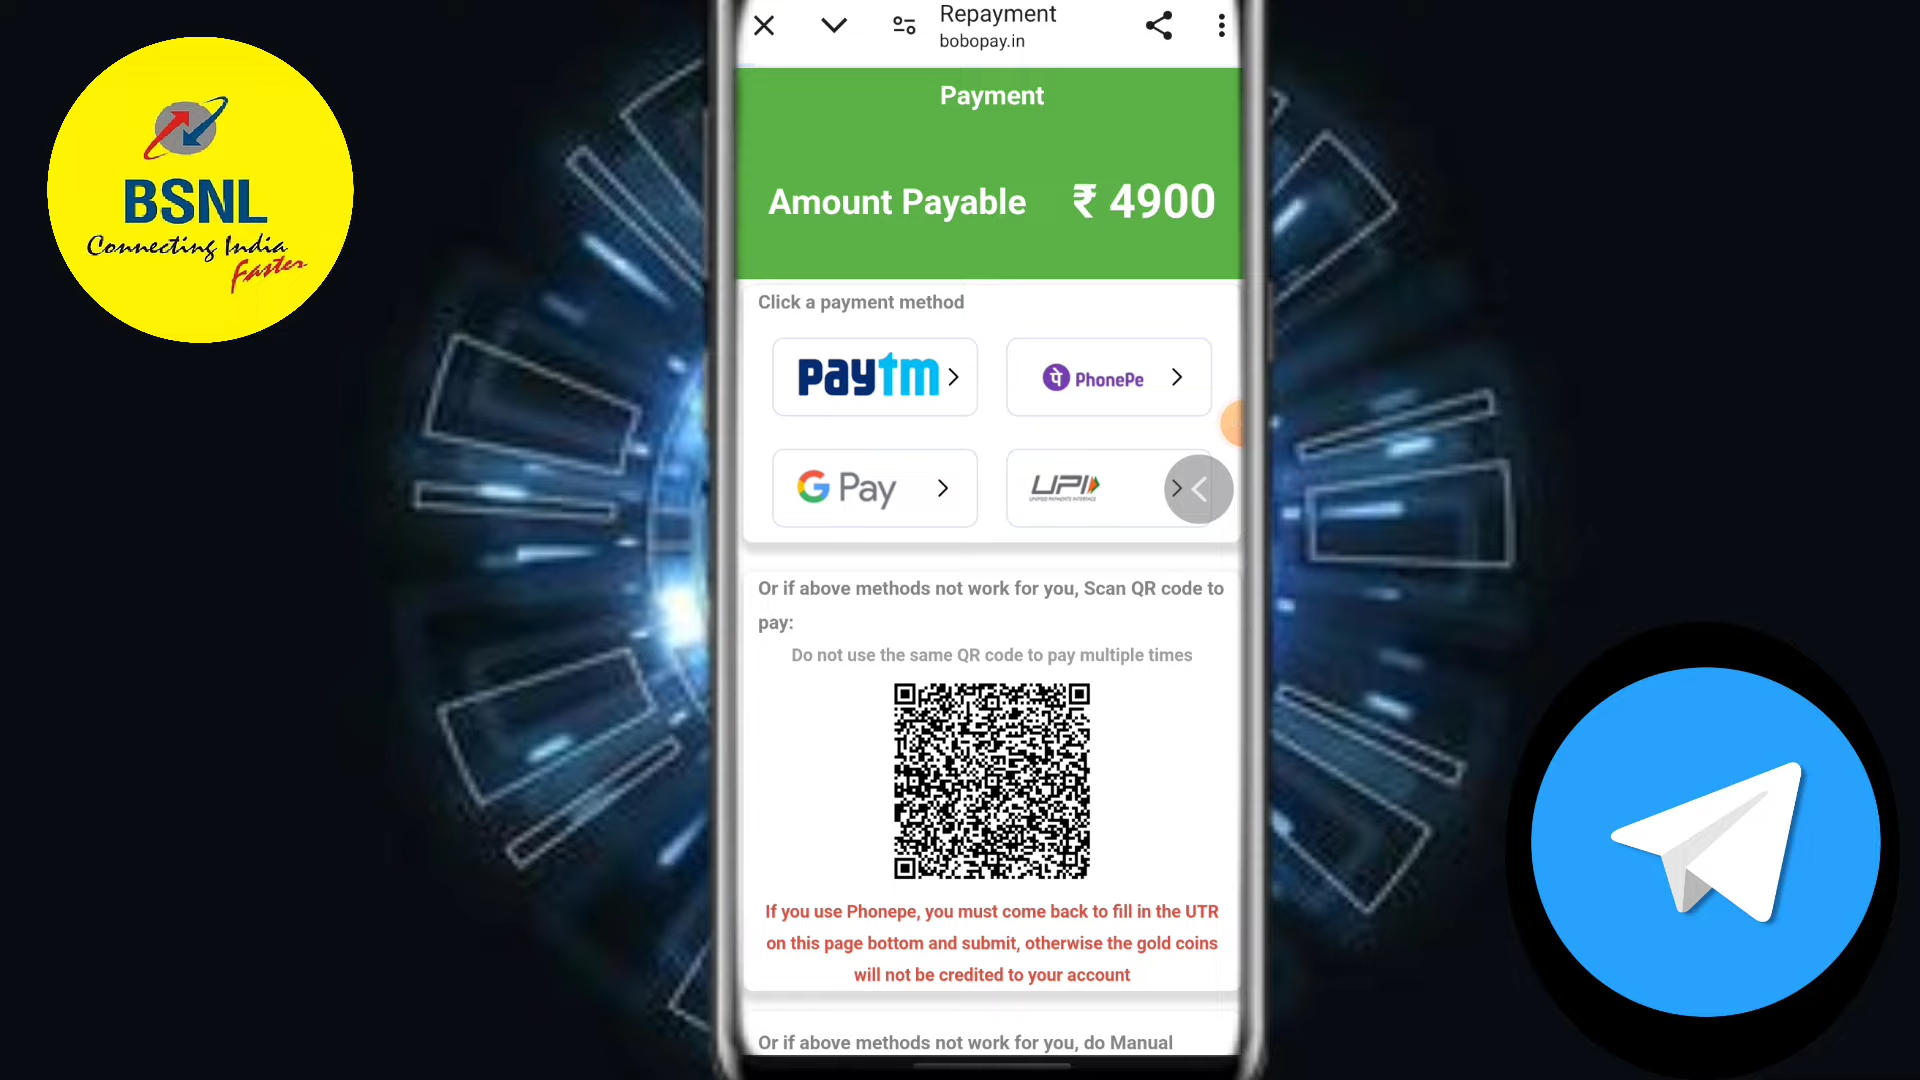 BSNL
Connecting India
Faster
Repayment
bobopay.in
Payment
Amount Payable ₹ 4900
Click a payment method
paytm
पे PhonePe
G Pay
UPI
UNIFIED PAYMENTS INTERFACE
Or if above methods not work for you, Scan QR code to
pay:
Do not use the same QR code to pay multiple times
If you use Phonepe, you must come back to fill in the UTR
on this page bottom and submit, otherwise the gold coins
will not be credited to your account
Or if above methods not work for you, do Manual